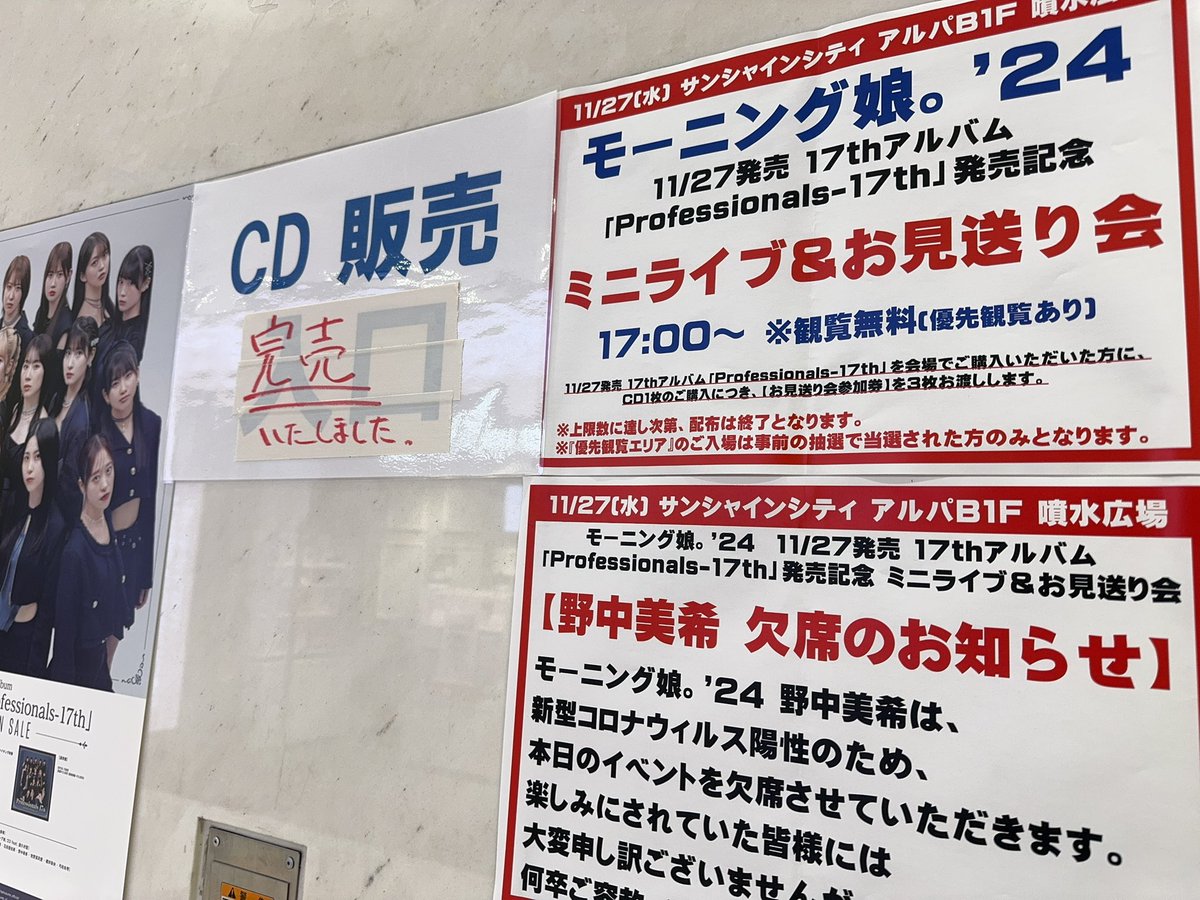 CD 販売
完売
いたしました。
11/27(水) サンシャインシティ アルパB1F 噴水広
モーニング娘。'24
11/27発売 17thアルバム
「Professionals-17th」発売記念
ミニライブ&お見送り会
17:00〜 ※観覧無料(優先観覧あり)
11/27発売 17thアルバム「Professionals-17th」を会場でご購入いただいた方に、
CD1枚のご購入につき、【お見送り会参加券】を3枚お渡しします。
※上限数に達し次第、配布は終了となります。
※『優先観覧エリア』のご入場は事前の抽選で当選された方のみとなります。
11/27(水) サンシャインシティ アルパB1F 噴水広場
モーニング娘。'24 11/27発売 17thアルバム
「Professionals-17th」発売記念 ミニライブ&お見送り会
【野中美希 欠席のお知らせ】
モーニング娘。'24 野中美希は、
新型コロナウィルス陽性のため、
本日のイベントを欠席させていただきます。
楽しみにされていた皆様には
大変申し訳ございませんが
何卒ご容赦
bum
fessionals-17th」
N SALE